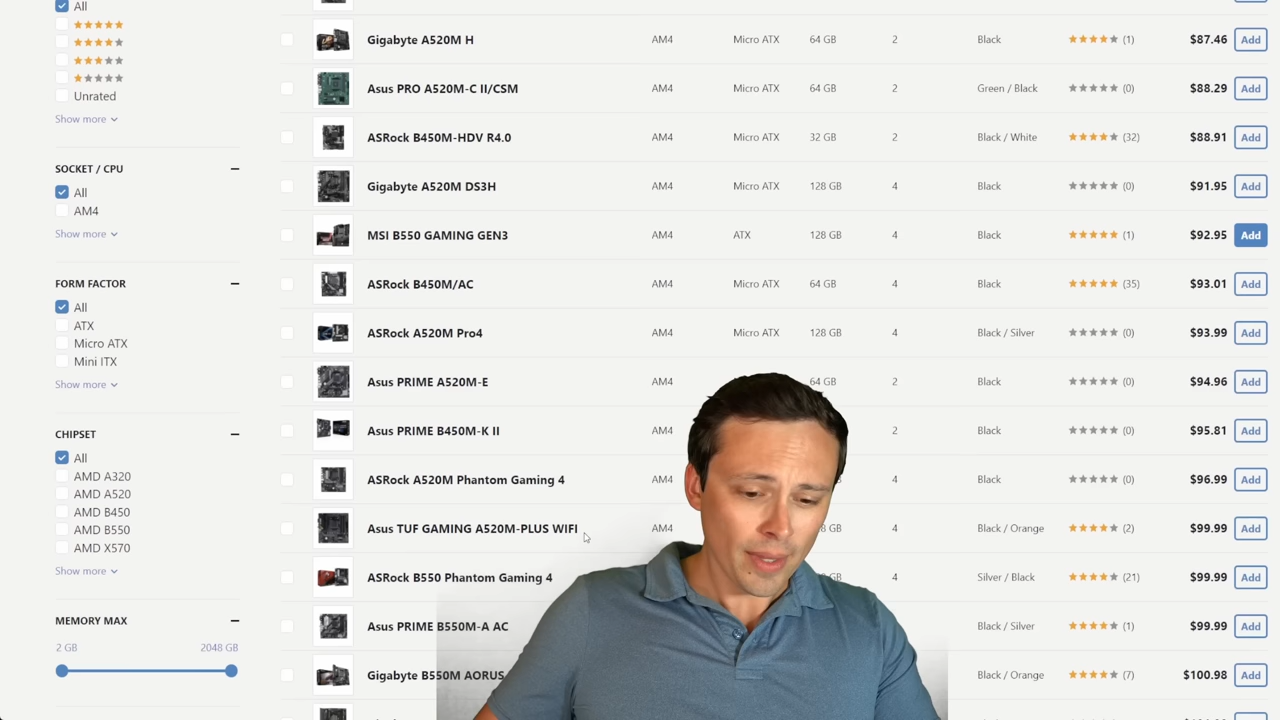 All
Unrated
Show more
SOCKET / CPU
All
AM4
Show more
FORM FACTOR
All
ATX
Micro ATX
Mini ITX
Show more
CHIPSET
All
AMD A320
AMD A520
AMD B450
AMD B550
AMD X570
Show more
MEMORY MAX
2 GB 2048 GB
Gigabyte A520M H AM4 Micro ATX 64 GB 2 Black (1) $87.46 Add
Asus PRO A520M-C II/CSM AM4 Micro ATX 64 GB 2 Green / Black (0) $88.29 Add
ASRock B450M-HDV R4.0 AM4 Micro ATX 32 GB 2 Black / White (32) $88.91 Add
Gigabyte A520M DS3H AM4 Micro ATX 128 GB 4 Black (0) $91.95 Add
MSI B550 GAMING GEN3 AM4 ATX 128 GB 4 Black (1) $92.95 Add
ASRock B450M/AC AM4 Micro ATX 64 GB 4 Black (35) $93.01 Add
ASRock A520M Pro4 AM4 Micro ATX 128 GB 4 Black / Silver (0) $93.99 Add
Asus PRIME A520M-E AM4 64 GB 2 Black (0) $94.96 Add
Asus PRIME B450M-K II AM4 2 Black (0) $95.81 Add
ASRock A520M Phantom Gaming 4 AM4 4 Black (0) $96.99 Add
Asus TUF GAMING A520M-PLUS WIFI AM4 GB 4 Black / Orange (2) $99.99 Add
ASRock B550 Phantom Gaming 4 GB 4 Silver / Black (21) $99.99 Add
Asus PRIME B550M-A AC 4 Black / Silver (1) $99.99 Add
Gigabyte B550M AORUS 4 Black / Orange (7) $100.98 Add